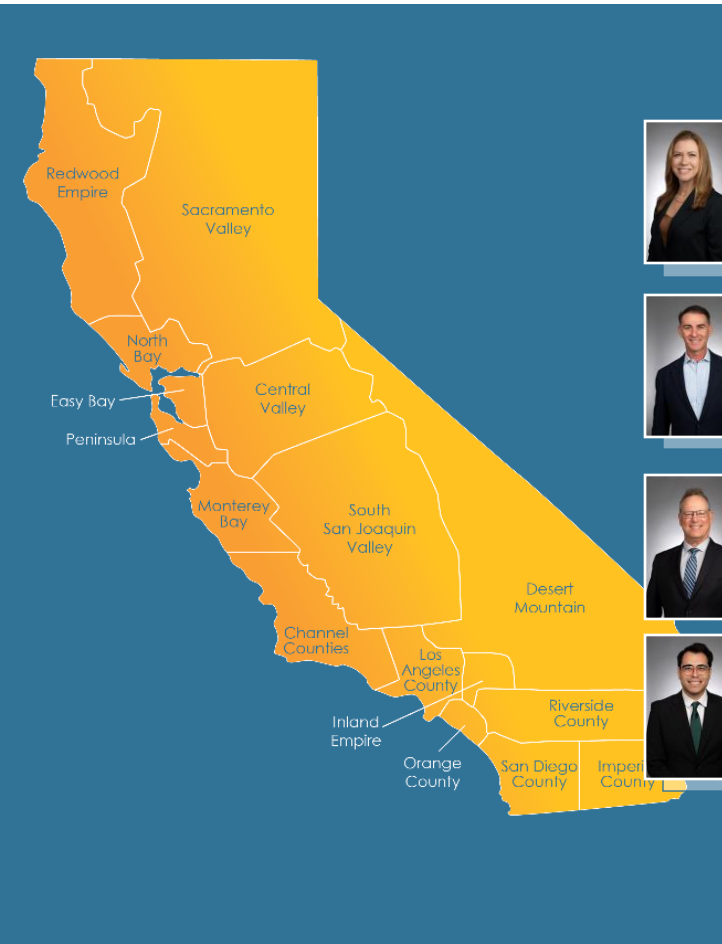 Redwood
Empire
Sacramento
Valley
North
Bay
Easy Bay
Central
Valley
Peninsula
Monterey
Bay
South
San Joaquin
Valley
Desert
Mountain
Channel
Counties
Los
Angeles
County
Inland
Empire
Riverside
County
Orange
County
San Diego
County
Imperi
County